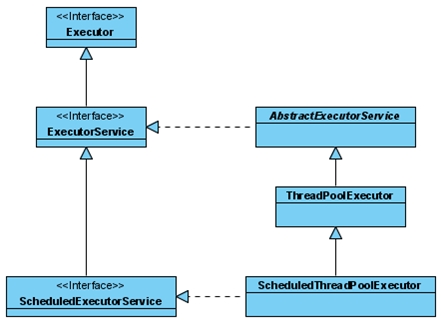 <<Interface>>
Executor
<<Interface>>
ExecutorService
AbstractExecutorService
ThreadPoolExecutor
<<Interface>>
ScheduledExecutorService
ScheduledThreadPoolExecutor